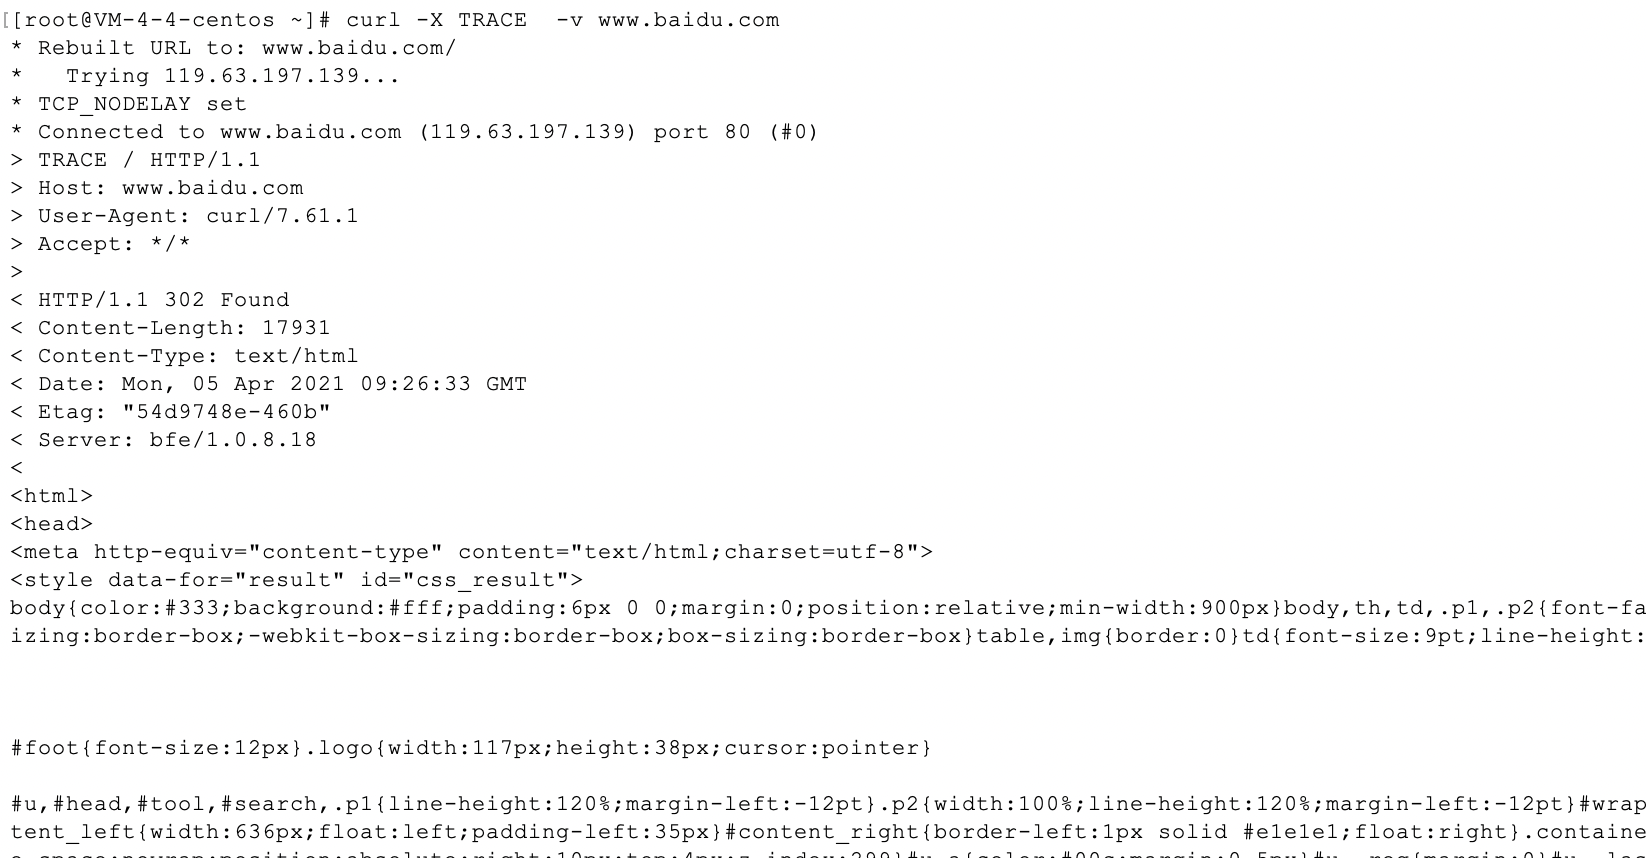 [[root@VM-4-4-centos ~]# curl -X TRACE  -v www.baidu.com
* Rebuilt URL to: www.baidu.com/
*   Trying 119.63.197.139...
* TCP_NODELAY set
* Connected to www.baidu.com (119.63.197.139) port 80 (#0)
> TRACE / HTTP/1.1
> Host: www.baidu.com
> User-Agent: curl/7.61.1
> Accept: */*
>
< HTTP/1.1 302 Found
< Content-Length: 17931
< Content-Type: text/html
< Date: Mon, 05 Apr 2021 09:26:33 GMT
< Etag: "54d9748e-460b"
< Server: bfe/1.0.8.18
<
<html>
<head>
<meta http-equiv="content-type" content="text/html;charset=utf-8">
<style data-for="result" id="css_result">
body{color:#333;background:#fff;padding:6px 0 0;margin:0;position:relative;min-width:900px}body,th,td,.p1,.p2{font-fa
izing:border-box;-webkit-box-sizing:border-box;box-sizing:border-box}table,img{border:0}td{font-size:9pt;line-height:
#foot{font-size:12px}.logo{width:117px;height:38px;cursor:pointer}
#u,#head,#tool,#search,.p1{line-height:120%;margin-left:-12pt}.p2{width:100%;line-height:120%;margin-left:-12pt}#wrap
tent_left{width:636px;float:left;padding-left:35px}#content_right{border-left:1px solid #e1e1e1;float:right}.containe